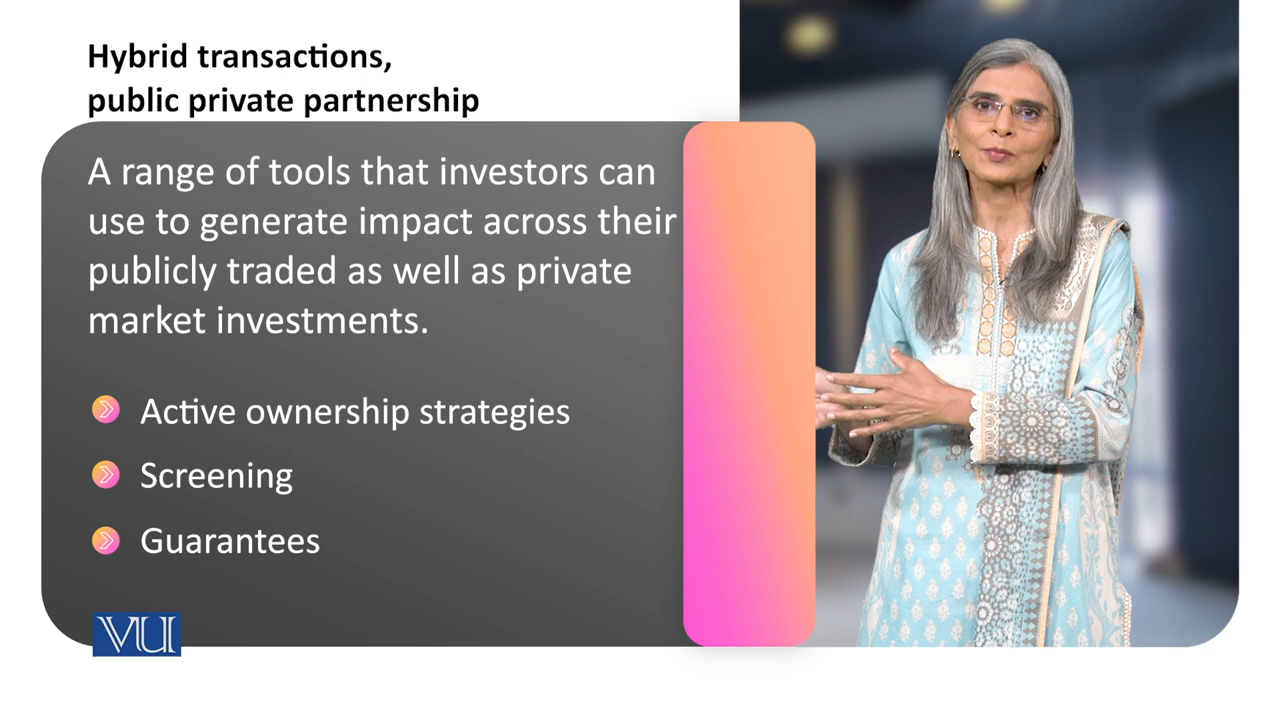 Hybrid transactions,
public private partnership
A range of tools that investors can
use to generate impact across their
publicly traded as well as private
market investments.
Active ownership strategies
Screening
Guarantees
VU